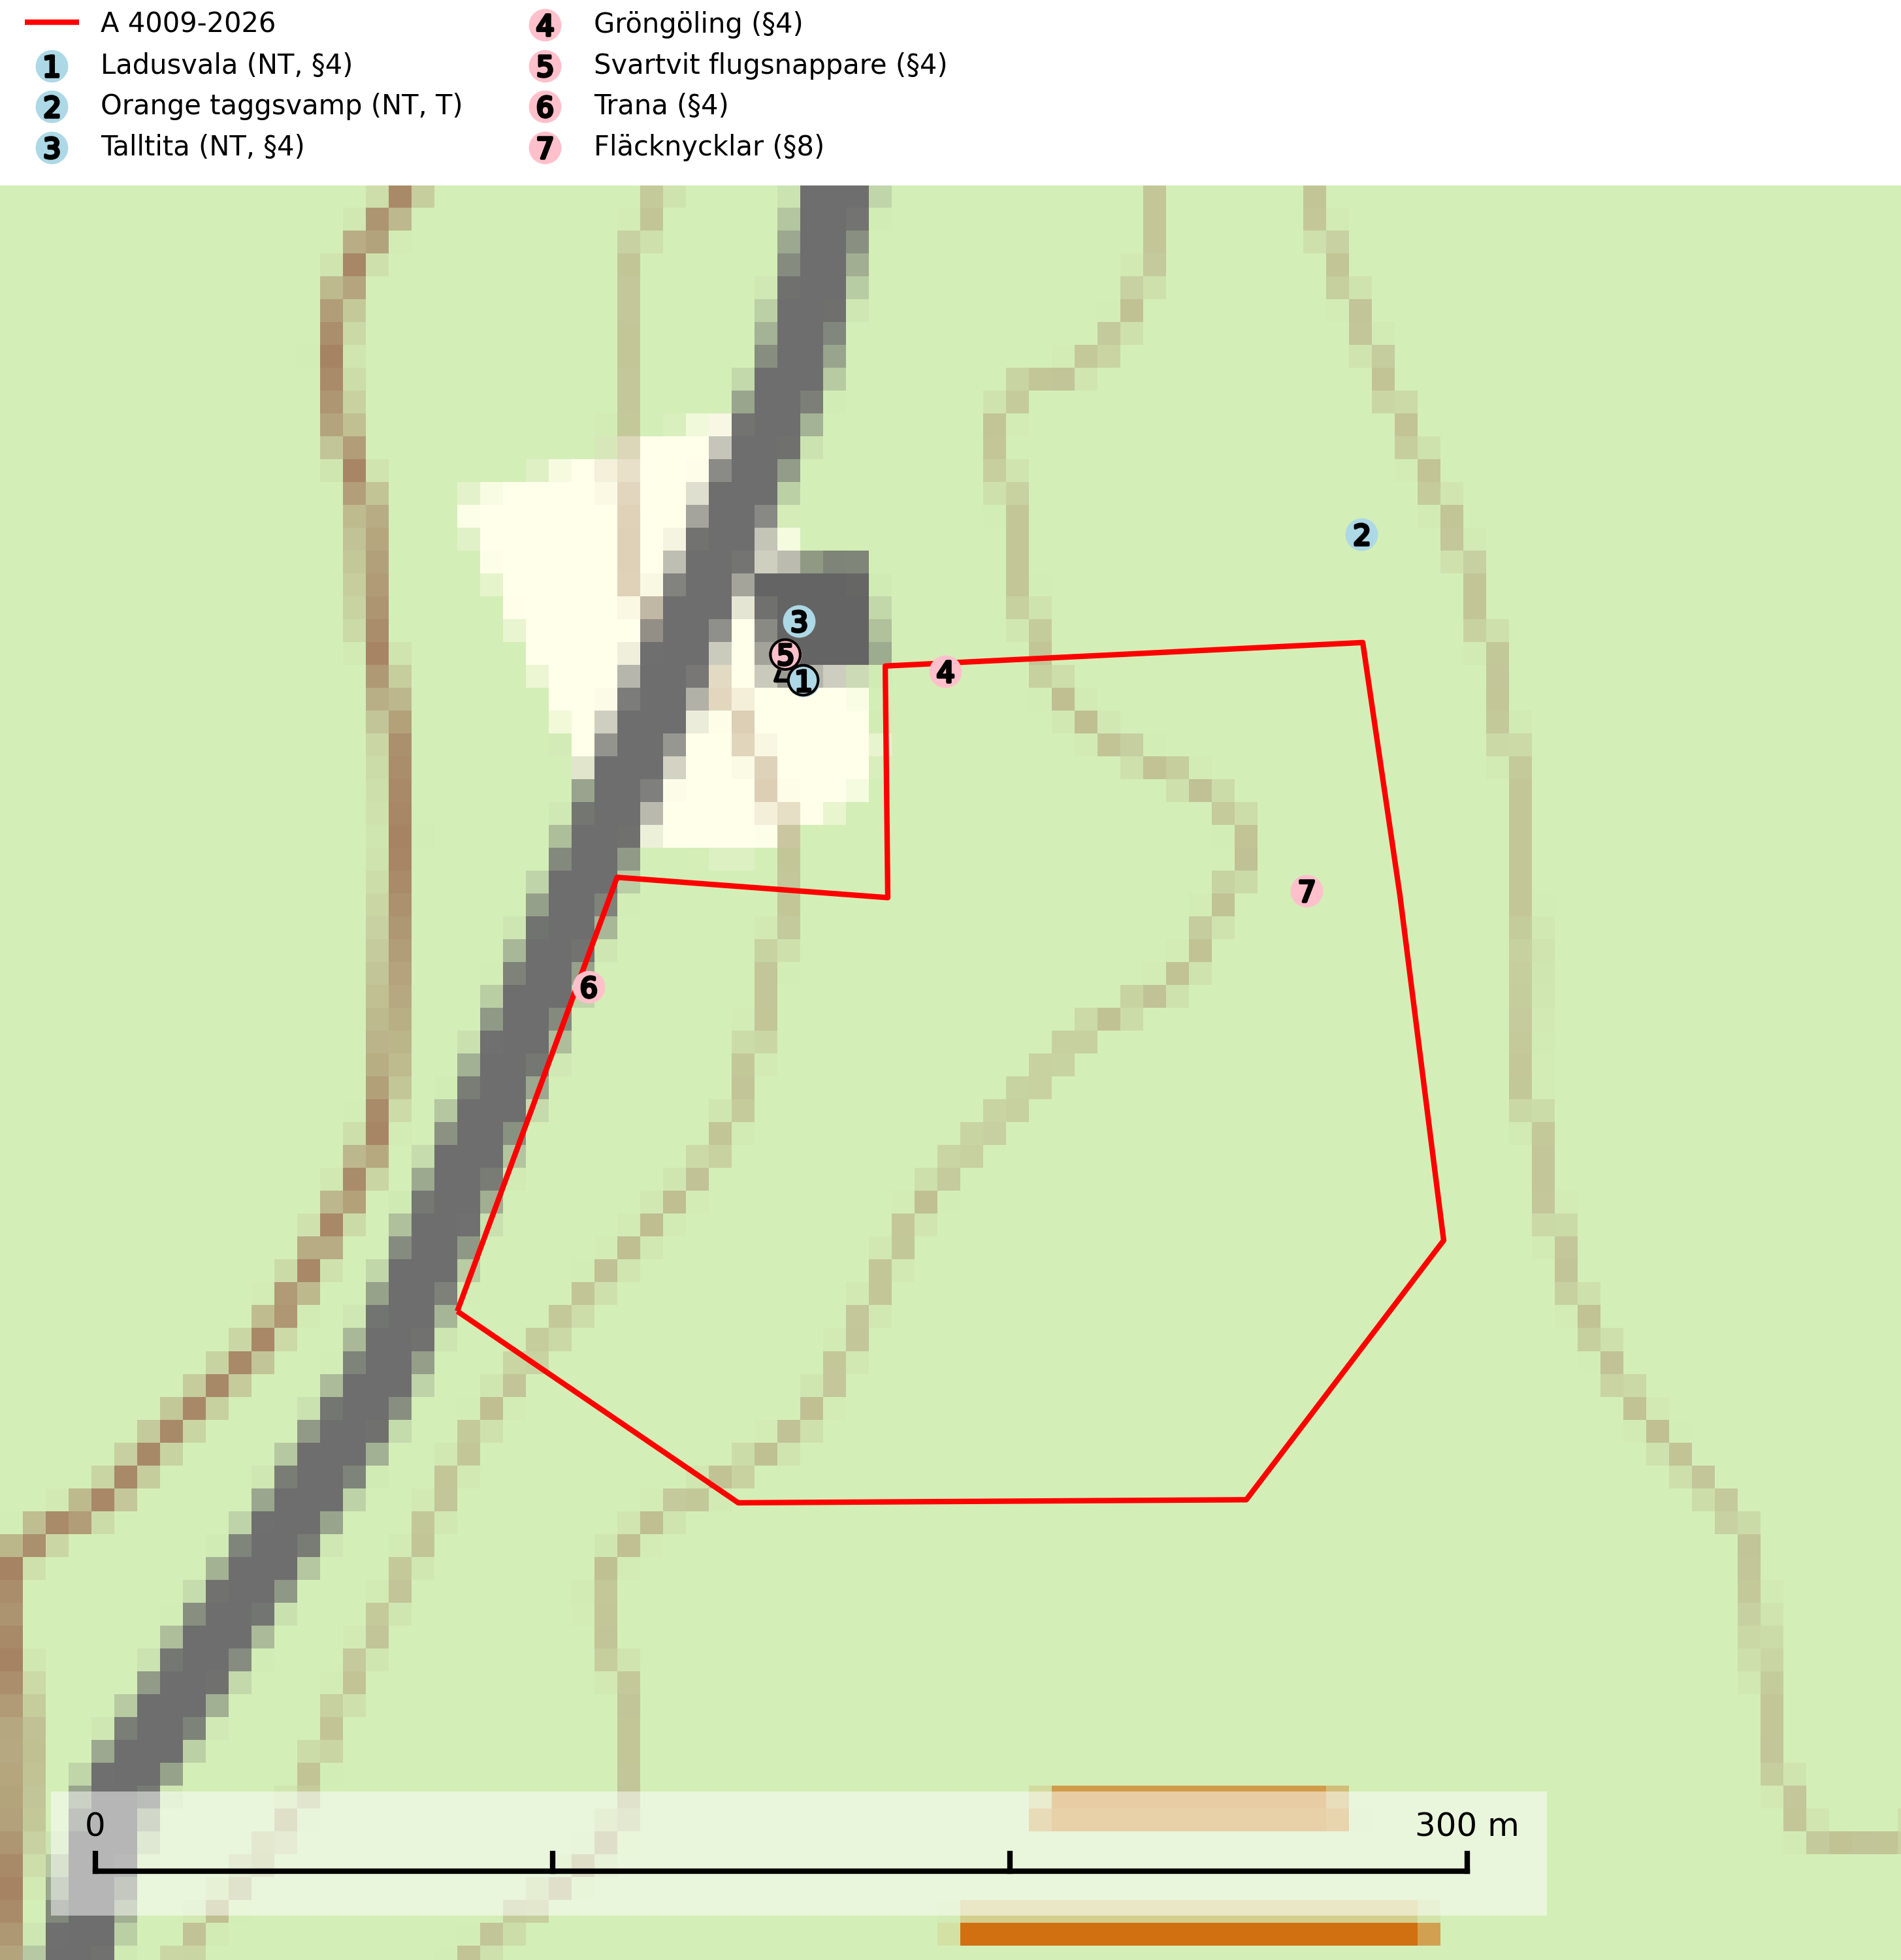 A 4009-2026
1 Ladusvala (NT, §4)
2 Orange taggsvamp (NT, T)
3 Talltita (NT, §4)
4 Gröngöling (§4)
5 Svartvit flugsnappare (§4)
6 Trana (§4)
7 Fläcknycklar (§8)
2
3
5
1
4
7
6
0 300 m